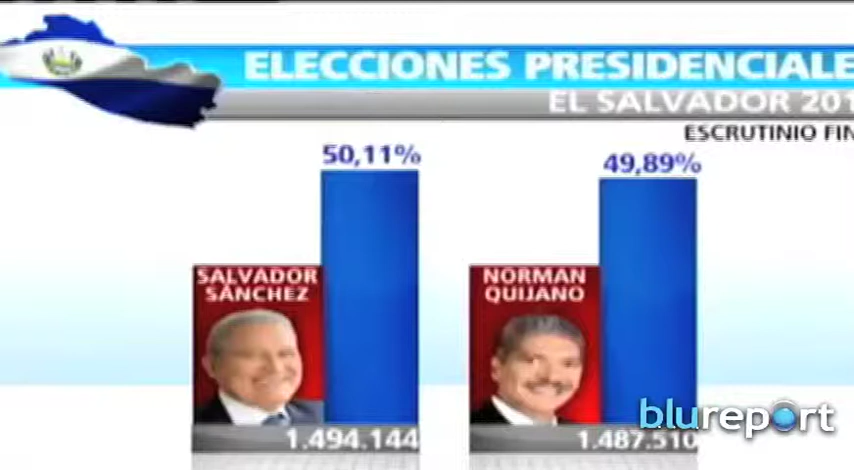 ELECCIONES PRESIDENCIALE
EL SALVADOR 201
ESCRUTINIO FIN
50,11%
49,89%
SALVADOR
SÁNCHEZ
NORMAN
QUIJANO
1.494.144
1.487.510
blureport